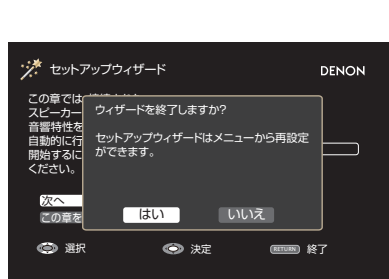 セットアップウィザード
DENON
この章では
スピーカー
音響特性を
自動的に行
開始するに
ください。
ウィザードを終了しますか?
セットアップウィザードはメニューから再設定
ができます。
はい
いいえ
次へ
この章を
選択
決定
RETURN 終了